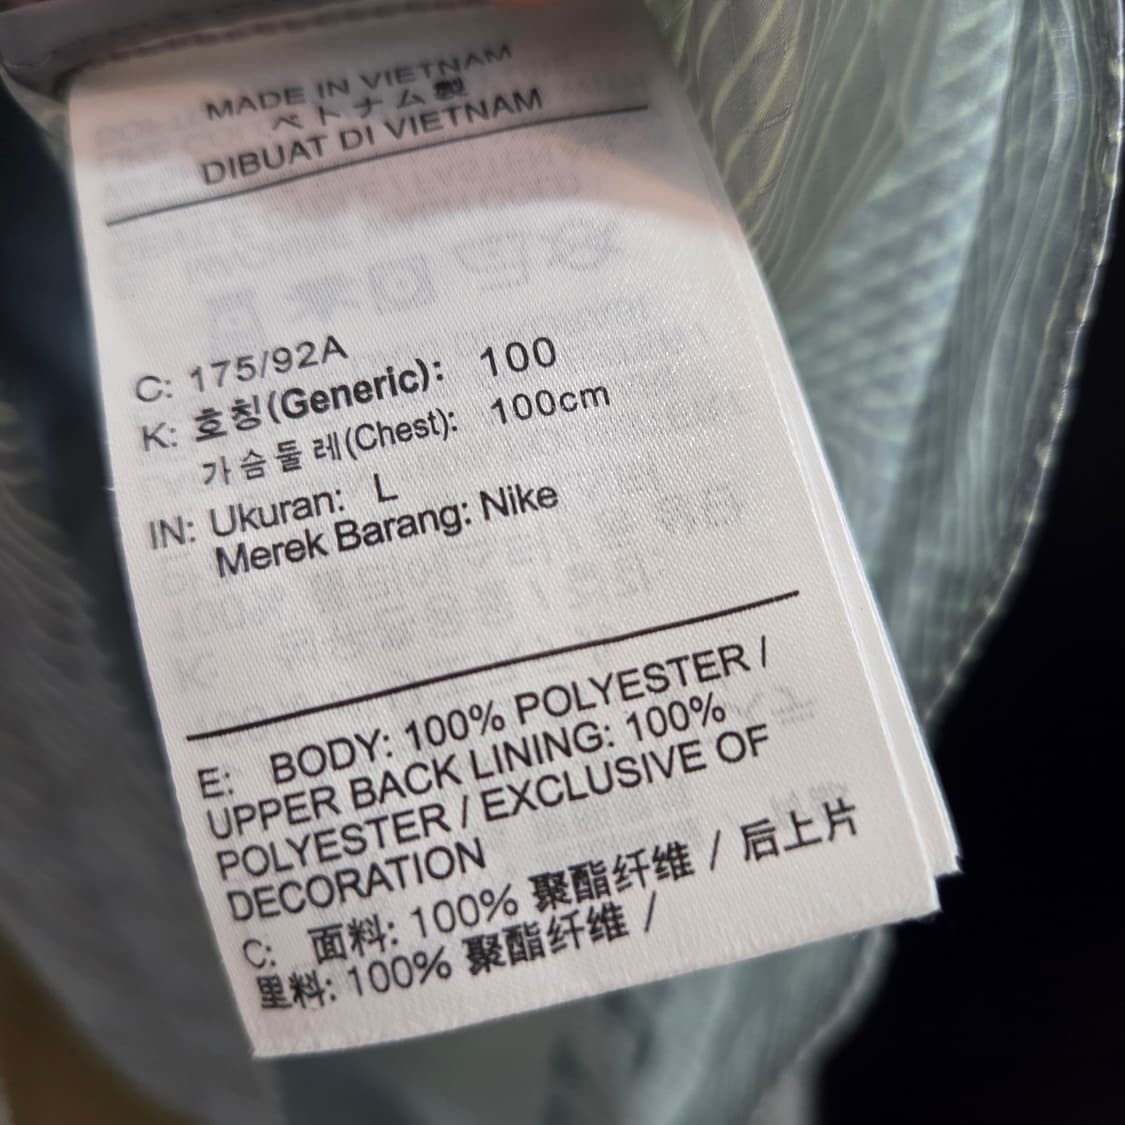 MADE IN VIETNAM
ベトナム製
DIBUAT DI VIETNAM
C: 175/92A
K: 호칭(Generic): 100
가슴둘레(Chest): 100cm
IN: Ukuran: L
Merek Barang: Nike
E: BODY: 100% POLYESTER /
UPPER BACK LINING: 100%
POLYESTER / EXCLUSIVE OF
DECORATION
C: 面料: 100% 聚酯纤维 / 后上片
里料: 100% 聚酯纤维 /